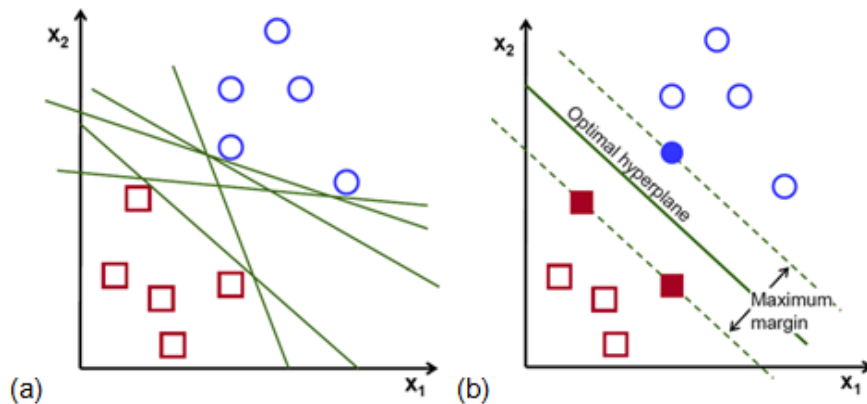 x₂
x₁
(a)
x₂
Optimal hyperplane
Maximum
margin
x₁
(b)